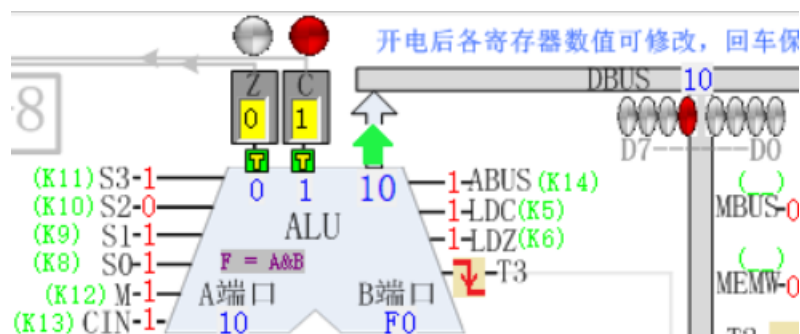 开电后各寄存器数值可修改，回车保
DBUS 10
Z C
0 1
8
D7 D0
T T
0 1 10
(K11) S3-1
(K10) S2-0
(K9) S1-1
(K8) S0-1
(K12) M-1
(K13) CIN-1
ALU
F = A&B
A端口 B端口
10 F0
1-ABUS (K14)
1-LDC(K5)
1-LDZ(K6)
T3
(__)
MBUS-0
(__)
MEMW-0